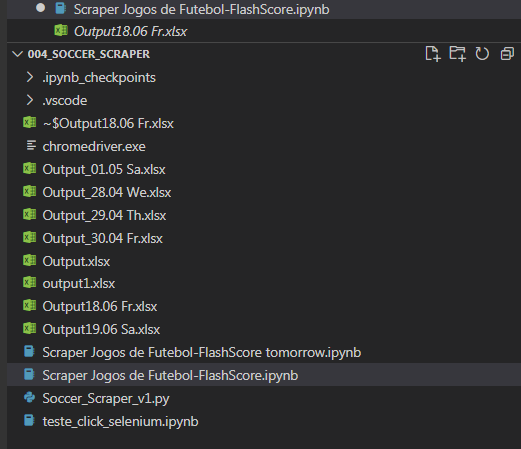 Scraper Jogos de Futebol-FlashScore.ipynb
Output18.06 Fr.xlsx
004_SOCCER_SCRAPER
.ipynb_checkpoints
.vscode
~$Output18.06 Fr.xlsx
chromedriver.exe
Output_01.05 Sa.xlsx
Output_28.04 We.xlsx
Output_29.04 Th.xlsx
Output_30.04 Fr.xlsx
Output.xlsx
output1.xlsx
Output18.06 Fr.xlsx
Output19.06 Sa.xlsx
Scraper Jogos de Futebol-FlashScore tomorrow.ipynb
Scraper Jogos de Futebol-FlashScore.ipynb
Soccer_Scraper_v1.py
teste_click_selenium.ipynb